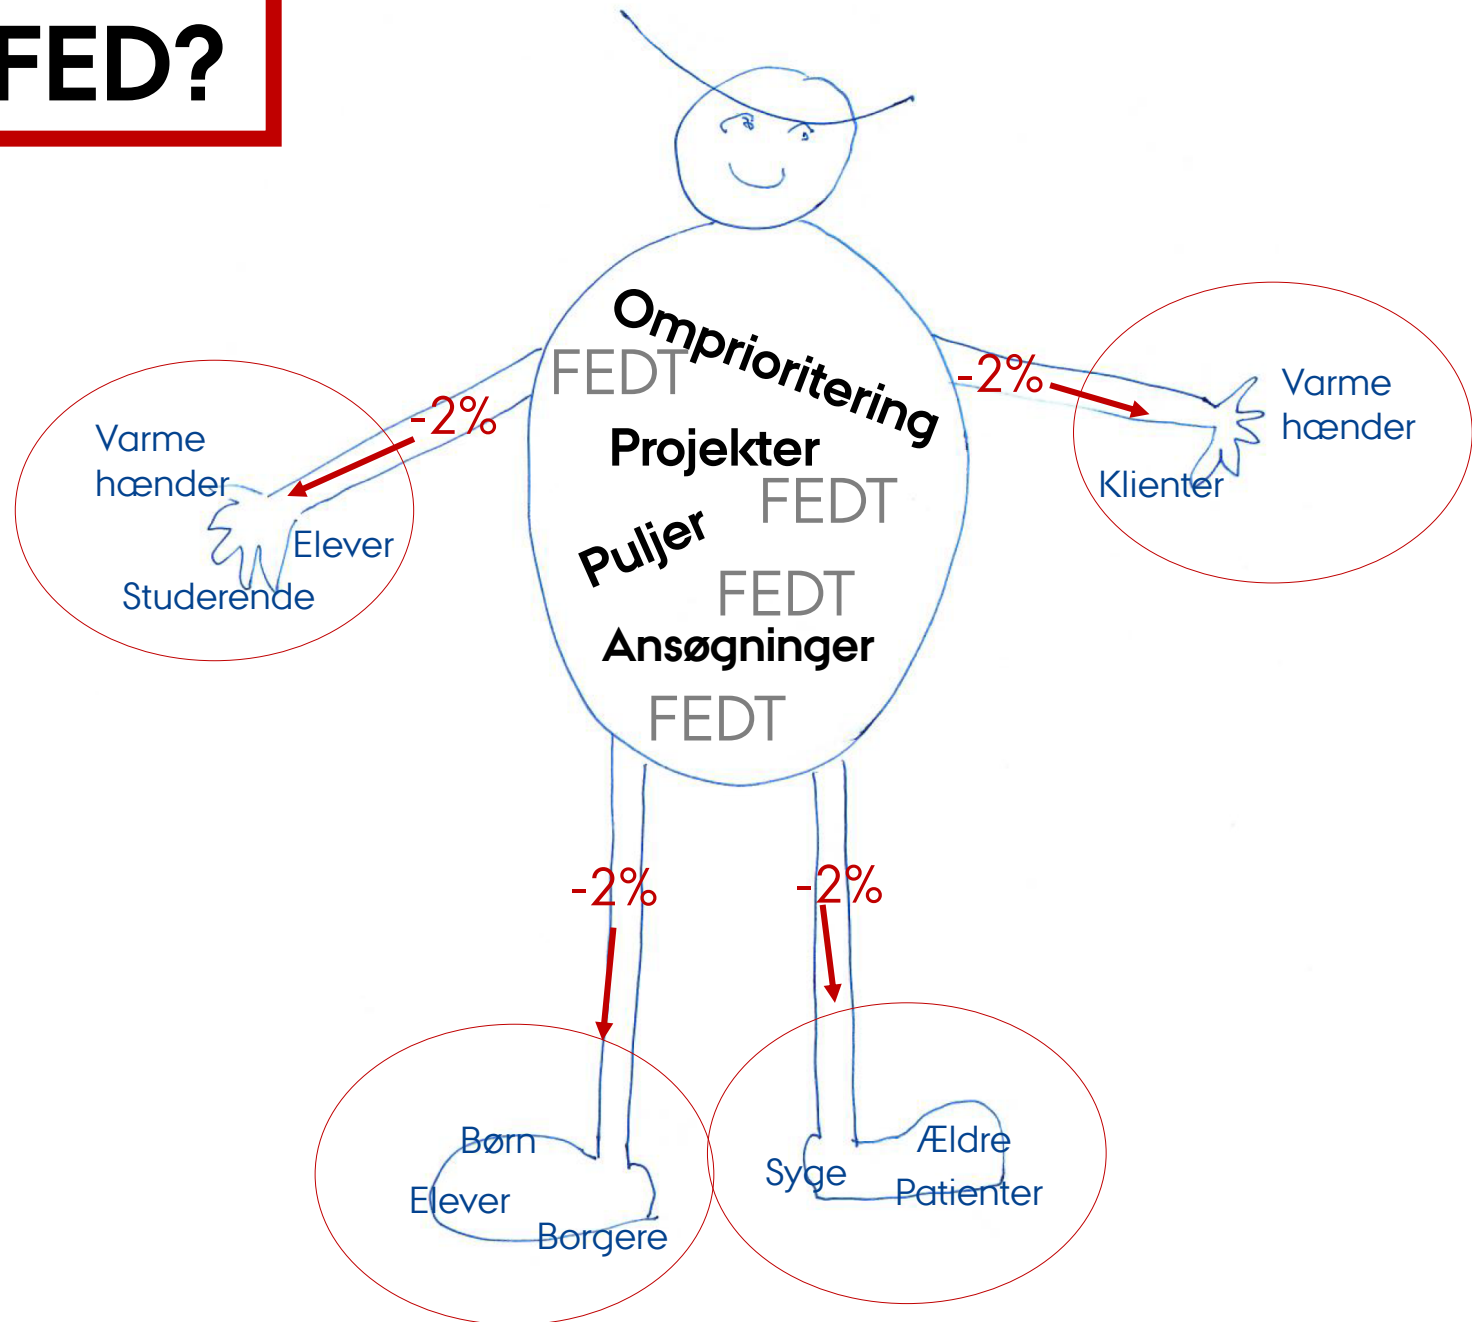 FED?
Omprioritering
FEDT
Projekter
FEDT
Puljer
FEDT
Ansøgninger
FEDT
-2%
Varme
hænder
Elever
Studerende
-2%
Varme
hænder
Klienter
-2%
-2%
Børn
Elever
Borgere
Ældre
Syge
Patienter